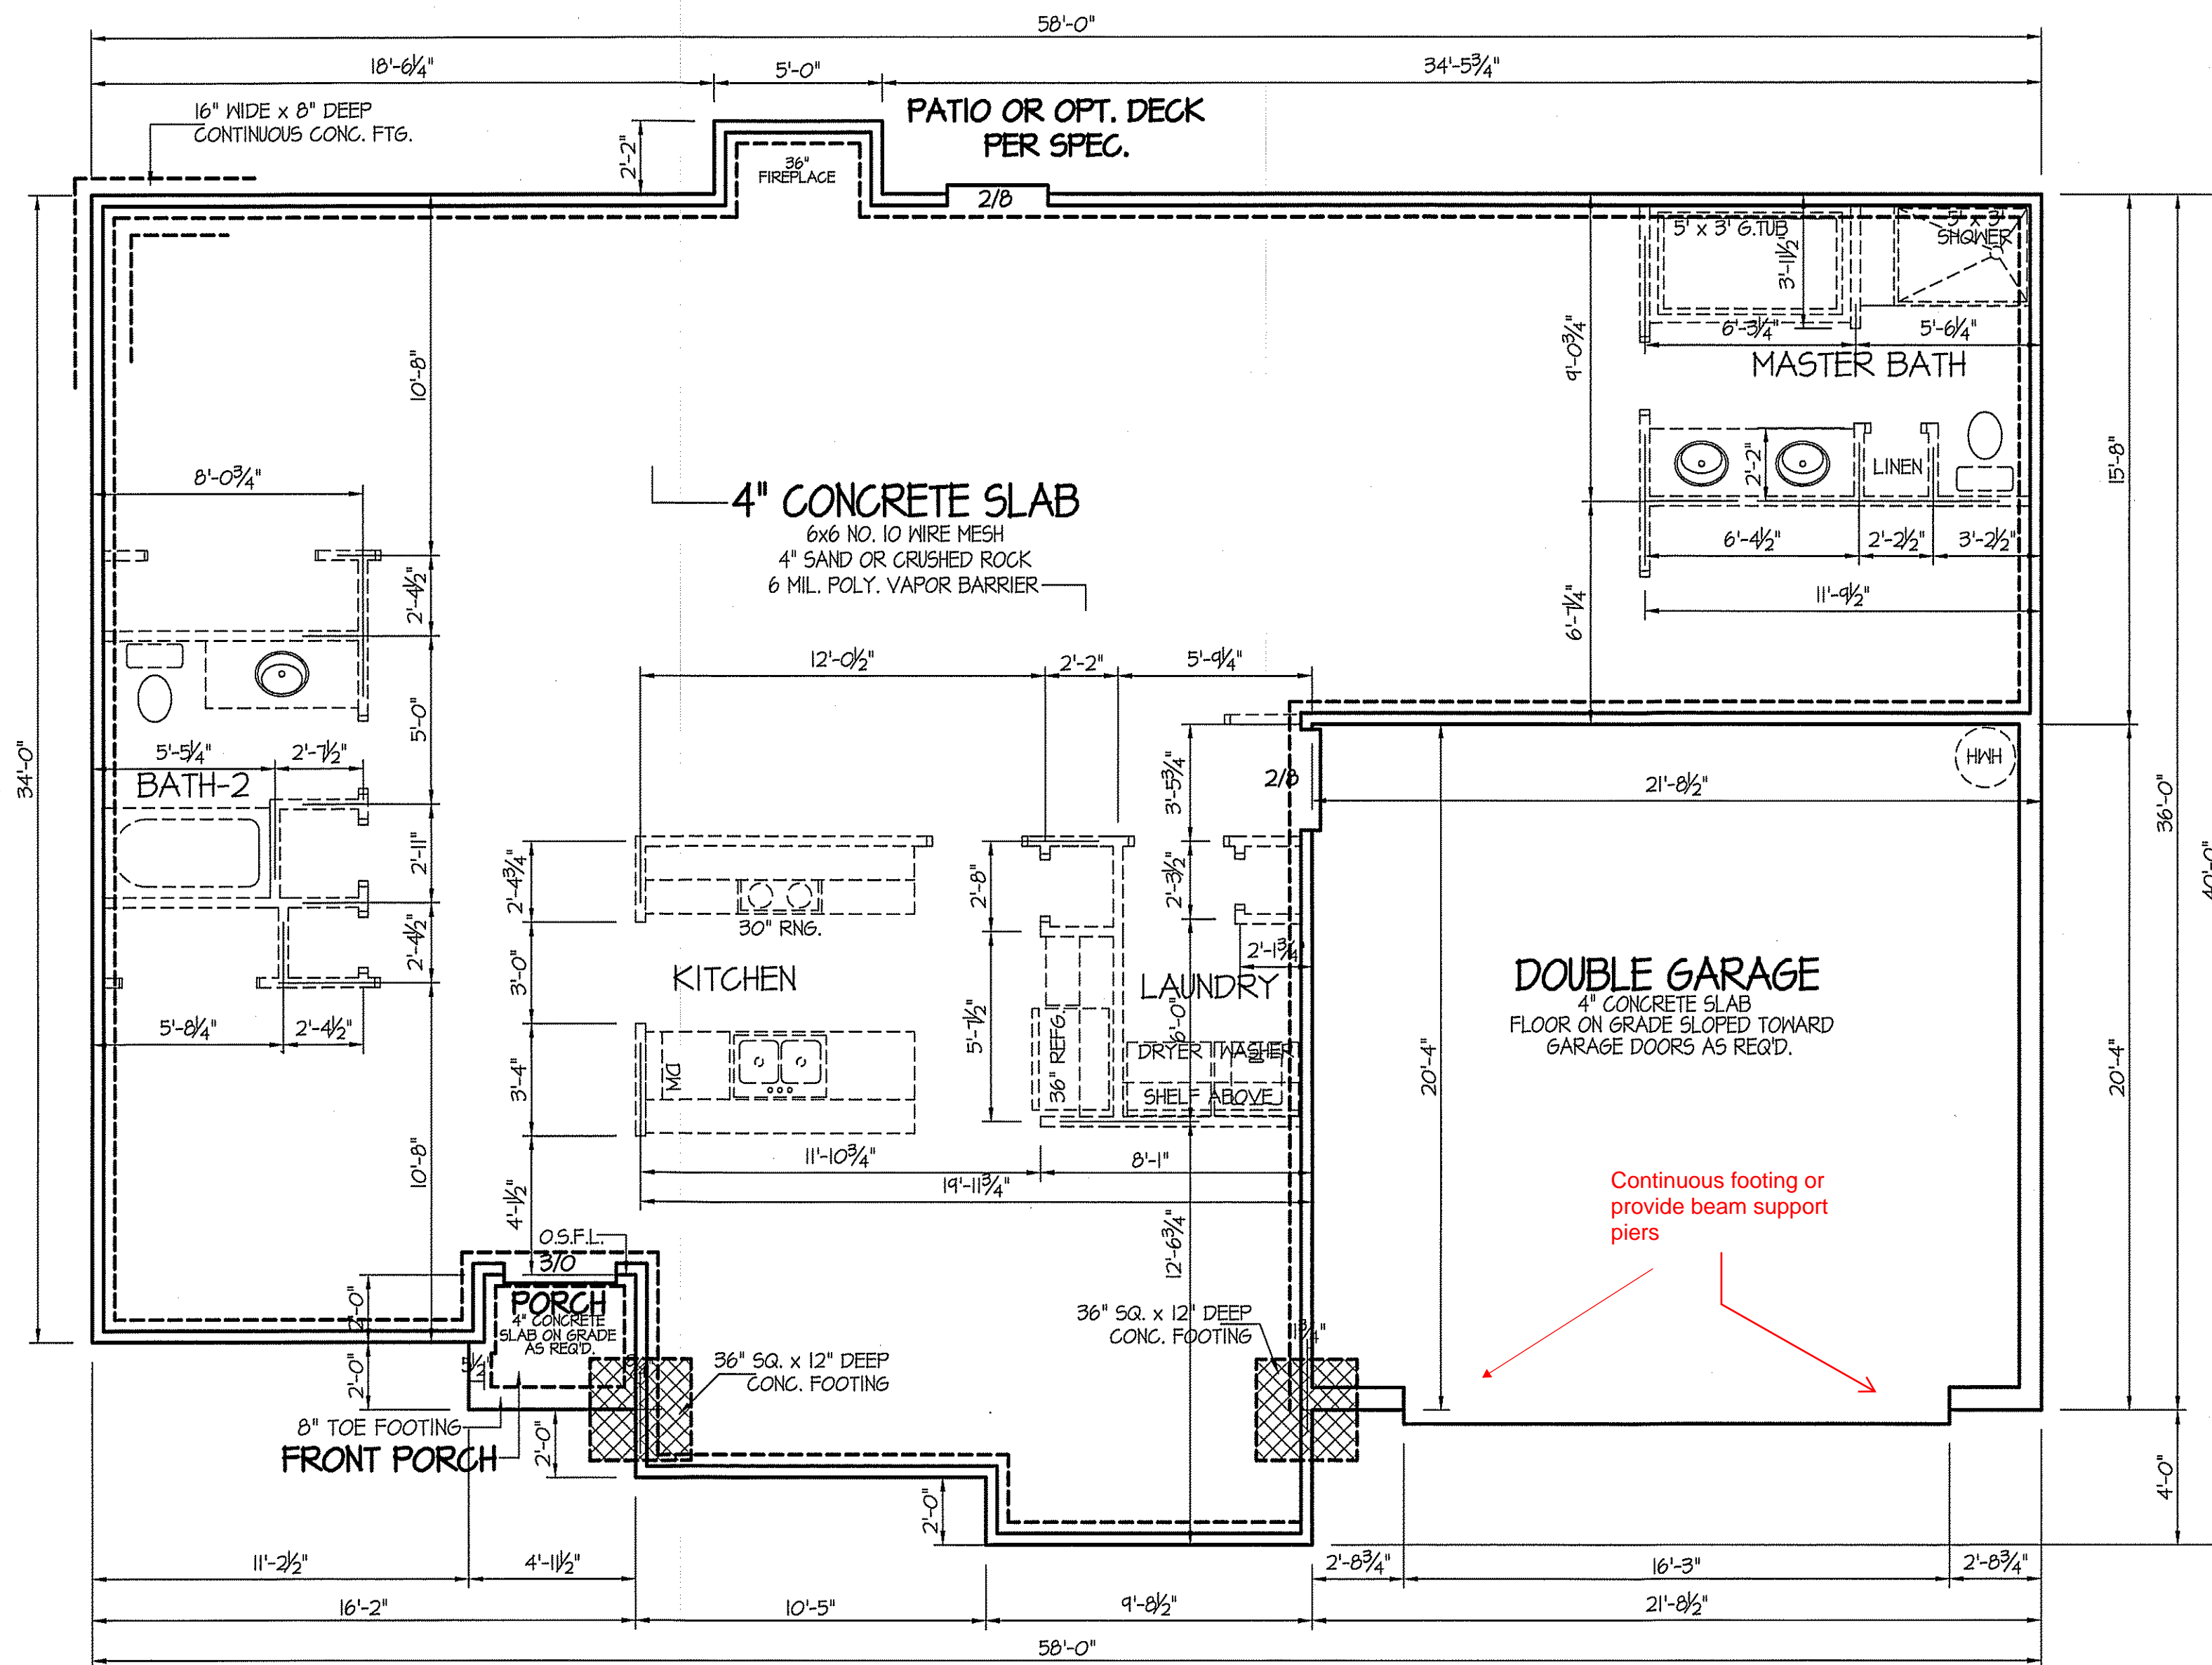 58'-0"
18'-6¼"
5'-0"
34'-5¾"
16" WIDE x 8" DEEP
CONTINUOUS CONC. FTG.
PATIO OR OPT. DECK
PER SPEC.
2'-2"
36"
FIREPLACE
2/8
5' x 3' G.TUB
5' x 3'
SHOWER
3'-11½"
6'-3¼"
5'-6¼"
MASTER BATH
9'-0¾"
10'-8"
15'-8"
36'-0"
40'-0"
34'-0"
8'-0¾"
4" CONCRETE SLAB
6x6 NO. 10 WIRE MESH
4" SAND OR CRUSHED ROCK
6 MIL. POLY. VAPOR BARRIER
2'-2"
LINEN
6'-4½"
2'-2½"
3'-2½"
11'-9½"
6'-7¼"
2'-4½"
5'-0"
12'-0½"
2'-2"
5'-9¼"
5'-5¼"
2'-7½"
BATH-2
2/8
3'-5¾"
HWH
21'-8½"
2'-11"
2'-4¾"
2'-8"
2'-3½"
30" RNG.
2'-4½"
3'-0"
KITCHEN
2'-1¾"
LAUNDRY
6'-0"
5'-7½"
DOUBLE GARAGE
4" CONCRETE SLAB
FLOOR ON GRADE SLOPED TOWARD
GARAGE DOORS AS REQ'D.
5'-8¼"
2'-4½"
3'-4"
DW
36" REFG.
DRYER
WASHER
SHELF ABOVE
20'-4"
20'-4"
10'-8"
4'-1½"
11'-10¾"
8'-1"
19'-11¾"
12'-6¾"
Continuous footing or
provide beam support
piers
O.S.F.L.
3/0
2'-0"
PORCH
4" CONCRETE
SLAB ON GRADE
AS REQ'D.
5½"
2'-0"
36" SQ. x 12" DEEP
CONC. FOOTING
36" SQ. x 12" DEEP
CONC. FOOTING
1¾"
8" TOE FOOTING
FRONT PORCH
2'-0"
2'-0"
4'-0"
11'-2½"
4'-11½"
2'-8¾"
16'-3"
2'-8¾"
16'-2"
10'-5"
9'-8½"
21'-8½"
58'-0"